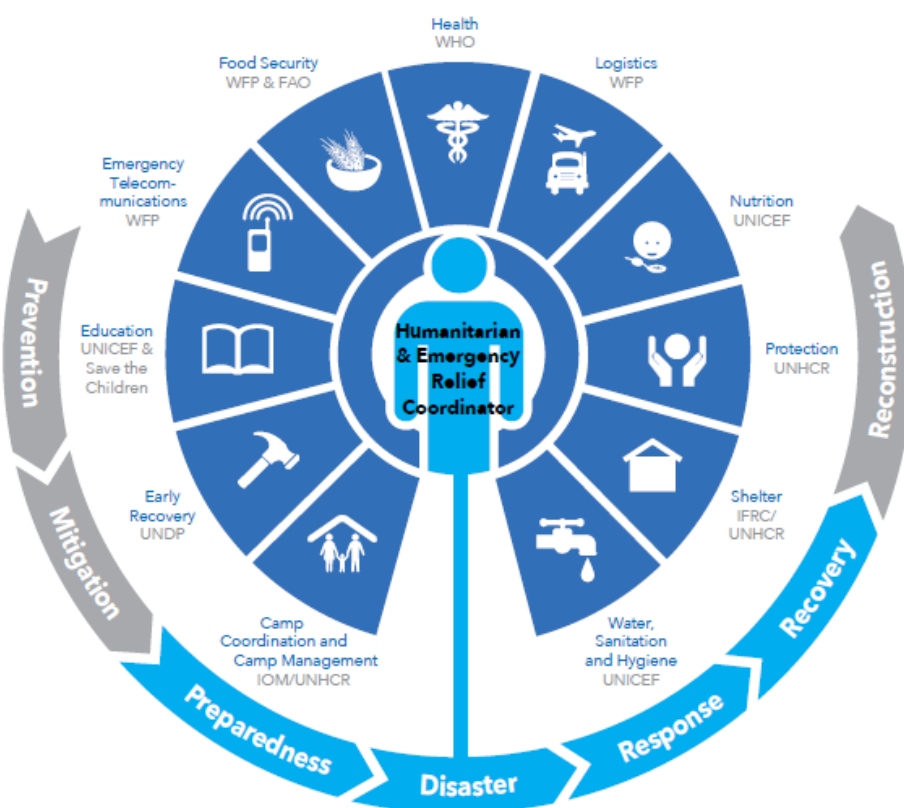 Health
WHO
Food Security
WFP & FAO
Logistics
WFP
Emergency
Telecom-
munications
WFP
Nutrition
UNICEF
Education
UNICEF &
Save the
Children
Protection
UNHCR
Humanitarian
& Emergency
Relief
Coordinator
Early
Recovery
UNDP
Shelter
IFRC/
UNHCR
Camp
Coordination and
Camp Management
IOM/UNHCR
Water,
Sanitation
and Hygiene
UNICEF
Prevention
Mitigation
Preparedness
Disaster
Response
Recovery
Reconstruction